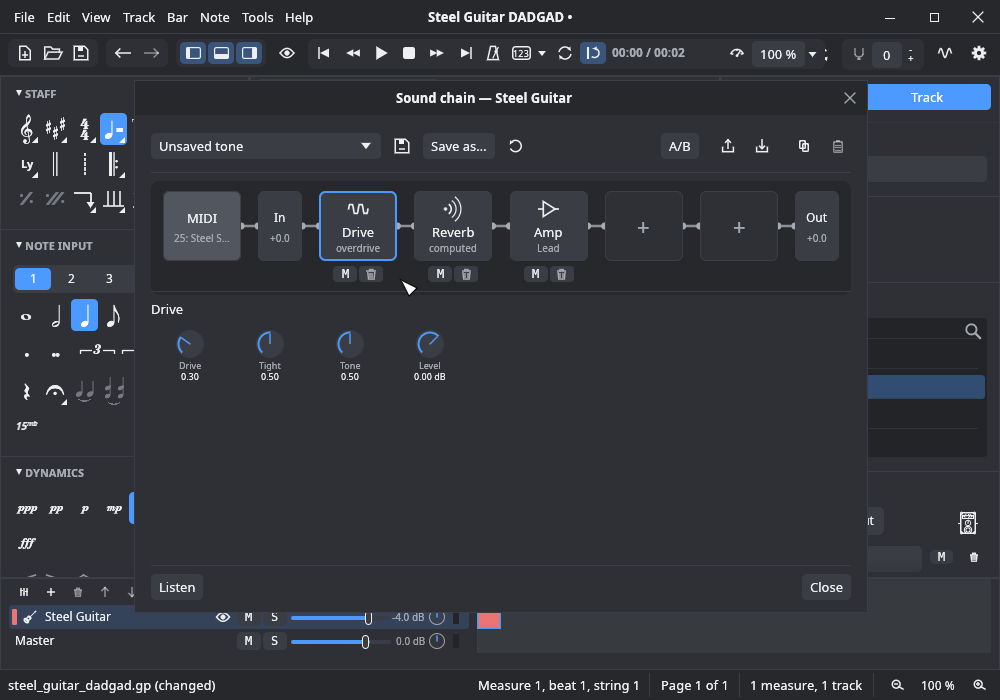 File Edit View Track Bar Note Tools Help
Steel Guitar DADGAD •
123
00:00 / 00:02
100 %
0
STAFF
Sound chain — Steel Guitar
Track
Unsaved tone
Save as...
A/B
Ly
MIDI
25: Steel S...
In
+0.0
Drive
overdrive
Reverb
computed
Amp
Lead
+
+
Out
+0.0
NOTE INPUT
M
M
M
1 2 3
Drive
3
Drive
0.30
Tight
0.50
Tone
0.50
Level
0.00 dB
15mb
DYNAMICS
ppp pp p mp
fff
M
Listen
Close
Steel Guitar
M S
-4.0 dB
Master
M S
0.0 dB
steel_guitar_dadgad.gp (changed)
Measure 1, beat 1, string 1
Page 1 of 1
1 measure, 1 track
100 %